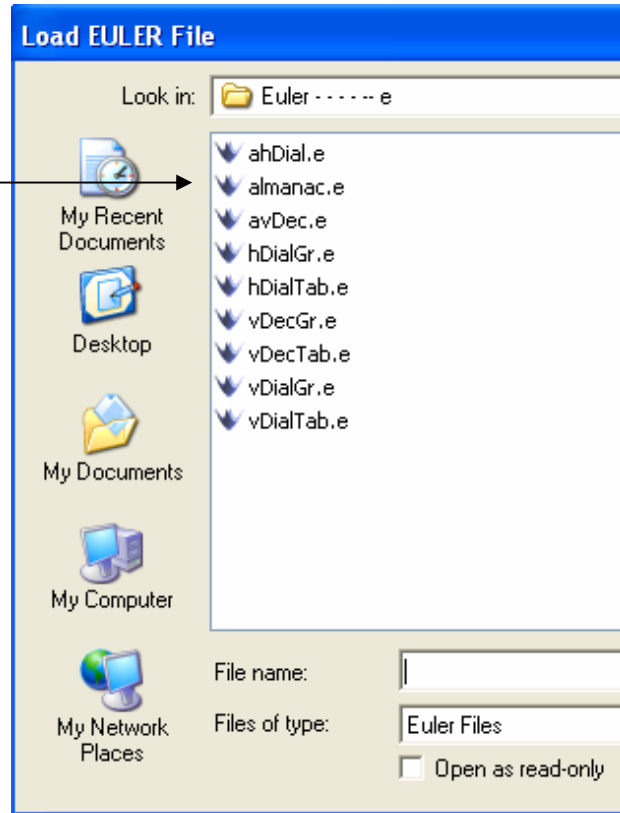 Load EULER File
Look in:
Euler - - - - -- e
My Recent
Documents
Desktop
My Documents
My Computer
My Network
Places
ahDial.e
almanac.e
avDec.e
hDialGr.e
hDialTab.e
vDecGr.e
vDecTab.e
vDialGr.e
vDialTab.e
File name:
Files of type:
Euler Files
Open as read-only